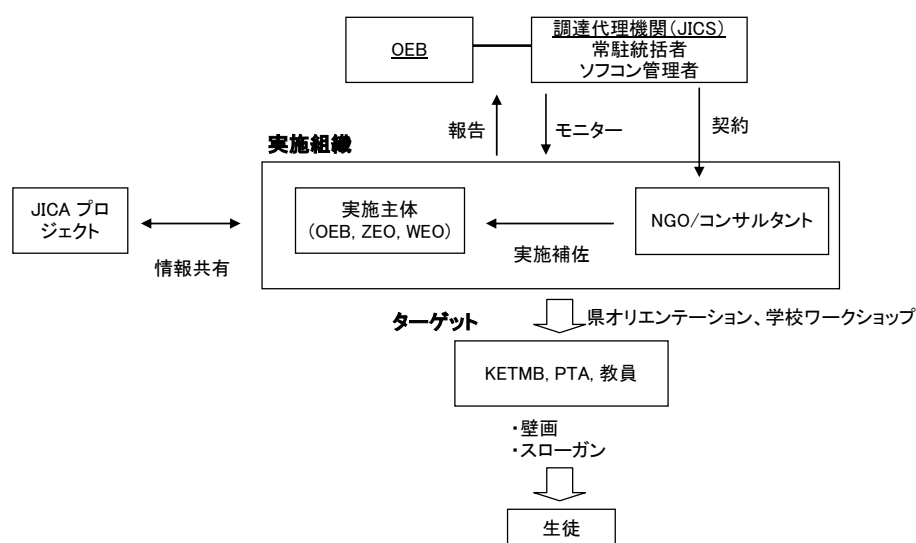 OEB
調達代理機関(JICS)
常駐統括者
ソフコン管理者
報告
モニター
契約
実施組織
JICA プロ
ジェクト
情報共有
実施主体
(OEB, ZEO, WEO)
実施補佐
NGO/コンサルタント
ターゲット
県オリエンテーション、学校ワークショップ
KETMB, PTA, 教員
・壁画
・スローガン
生徒